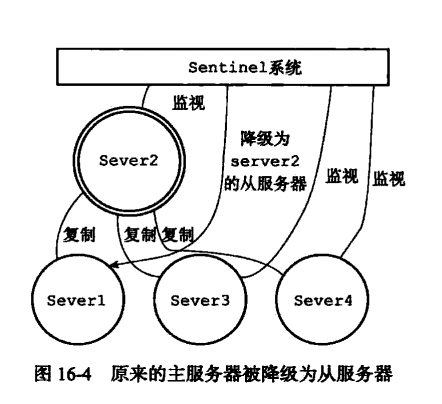 Sentinel系统
监视
Sever2
降级为
server2
的从服务器
监视
监视
复制
复制
复制
Sever1
Sever3
Sever4
图 16-4 原来的主服务器被降级为从服务器